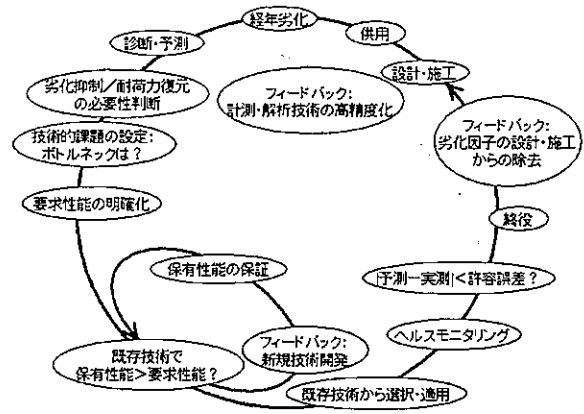 経年劣化
供用
設計・施工
診断・予測
劣化抑制／耐荷力復元
の必要性判断
技術的課題の設定：
ボトルネックは？
要求性能の明確化
フィードバック：
計測・解析技術の高精度化
フィードバック：
劣化因子の設計・施工
からの除去
終役
|予測－実測|＜許容誤差？
ヘルスモニタリング
既存技術から選択・適用
保有性能の保証
フィードバック：
新規技術開発
既存技術で
保有性能＞要求性能？